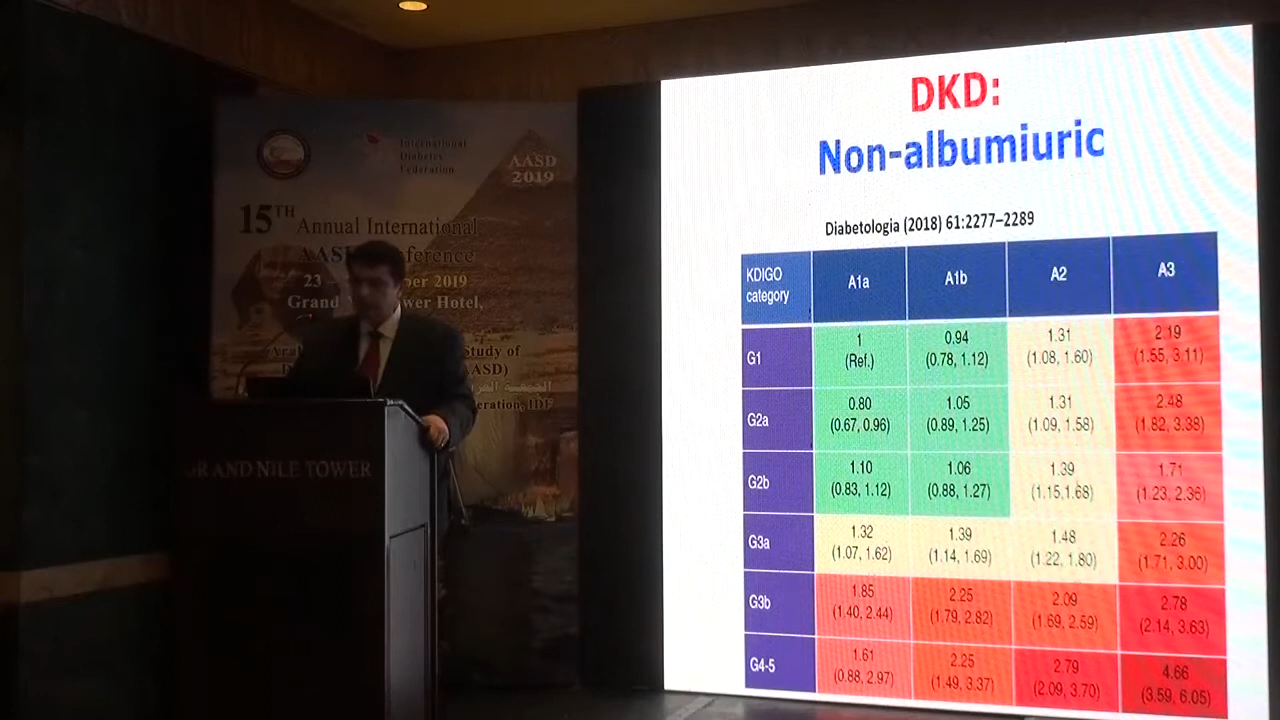 DKD:
Non-albumiuric
Diabetologia (2018) 61:2277–2289
KDIGO category A1a A1b A2 A3
G1 1 (Ref.) 0.94 (0.78, 1.12) 1.31 (1.08, 1.60) 2.19 (1.55, 3.11)
G2a 0.80 (0.67, 0.96) 1.05 (0.89, 1.25) 1.31 (1.09, 1.58) 2.48 (1.82, 3.38)
G2b 1.10 (0.83, 1.12) 1.06 (0.88, 1.27) 1.39 (1.15,1.68) 1.71 (1.23, 2.36)
G3a 1.32 (1.07, 1.62) 1.39 (1.14, 1.69) 1.48 (1.22, 1.80) 2.26 (1.71, 3.00)
G3b 1.85 (1.40, 2.44) 2.25 (1.79, 2.82) 2.09 (1.69, 2.59) 2.78 (2.14, 3.63)
G4-5 1.61 (0.88, 2.97) 2.25 (1.49, 3.37) 2.79 (2.09, 3.70) 4.66 (3.59, 6.05)
International
Diabetes
Federation
AASD
2019
15TH Annual International
23 2019
Grand Hotel,
Study of
IDF
GRAND NILE TOWER